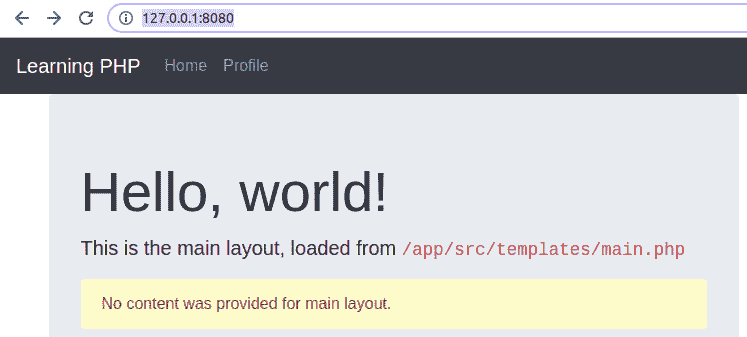 127.0.0.1:8080
Learning PHP Home Profile
Hello, world!
This is the main layout, loaded from /app/src/templates/main.php
No content was provided for main layout.